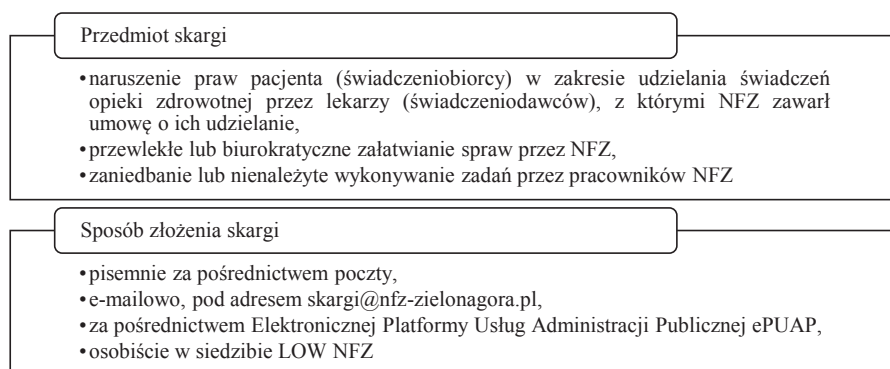 Przedmiot skargi
•naruszenie praw pacjenta (świadczeniobiorcy) w zakresie udzielania świadczeń
opieki zdrowotnej przez lekarzy (świadczeniodawców), z którymi NFZ zawarł
umowę o ich udzielanie,
•przewlekłe lub biurokratyczne załatwianie spraw przez NFZ,
•zaniedbanie lub nienależyte wykonywanie zadań przez pracowników NFZ
Sposób złożenia skargi
•pisemnie za pośrednictwem poczty,
•e-mailowo, pod adresem skargi@nfz-zielonagora.pl,
•za pośrednictwem Elektronicznej Platformy Usług Administracji Publicznej ePUAP,
•osobiście w siedzibie LOW NFZ